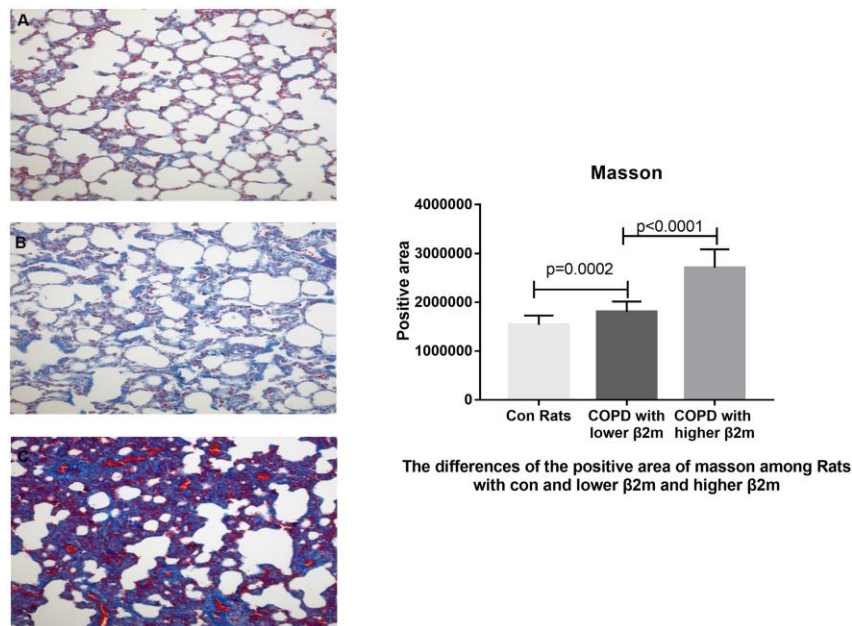 A
B
C
Masson
Positive area
4000000
3000000
2000000
1000000
0
p=0.0002
p<0.0001
Con Rats
COPD with
lower β2m
COPD with
higher β2m
The differences of the positive area of masson among Rats
with con and lower β2m and higher β2m